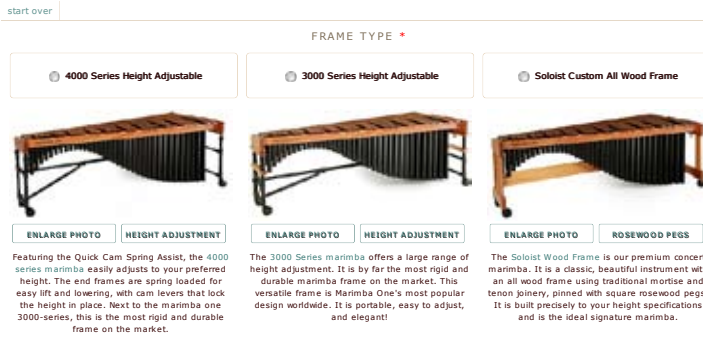 start over
FRAME TYPE *
4000 Series Height Adjustable
3000 Series Height Adjustable
Soloist Custom All Wood Frame
ENLARGE PHOTO
HEIGHT ADJUSTMENT
ENLARGE PHOTO
HEIGHT ADJUSTMENT
ENLARGE PHOTO
ROSEWOOD PEGS
Featuring the Quick Cam Spring Assist, the 4000
series marimba easily adjusts to your preferred
height. The end frames are spring loaded for
easy lift and lowering, with cam levers that lock
the height in place. Next to the marimba one
3000-series, this is the most rigid and durable
frame on the market.
The 3000 Series marimba offers a large range of
height adjustment. It is by far the most rigid and
durable marimba frame on the market. This
versatile frame is Marimba One's most popular
design worldwide. It is portable, easy to adjust,
and elegant!
The Soloist Wood Frame is our premium concer
marimba. It is a classic, beautiful instrument wit
an all wood frame using traditional mortise and
tenon joinery, pinned with square rosewood pegs
It is built precisely to your height specifications
and is the ideal signature marimba.